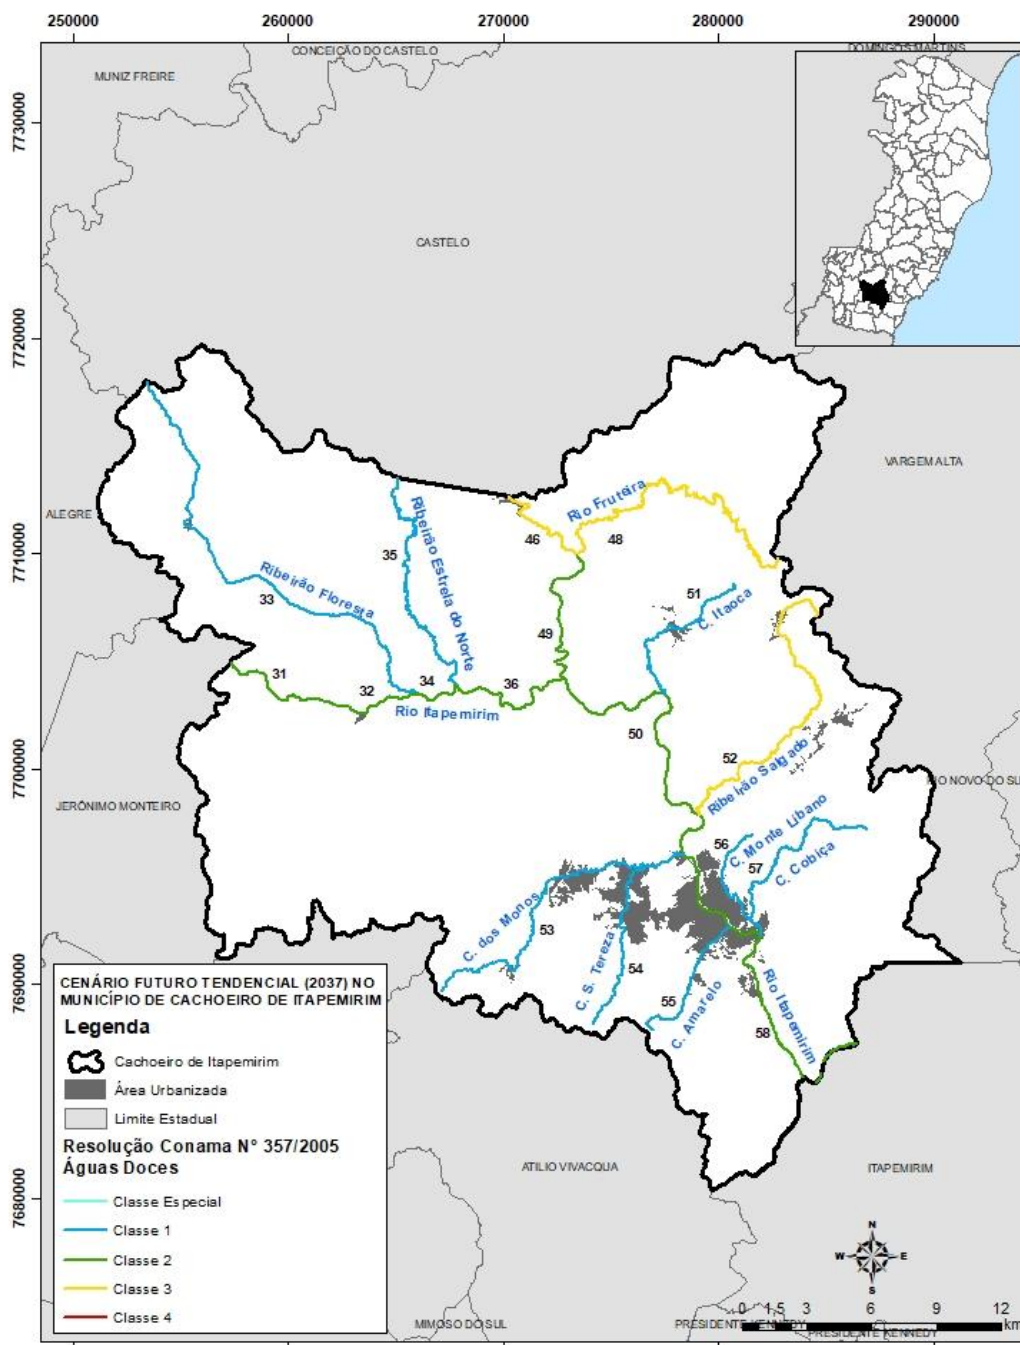 250000
260000
270000
280000
290000
CONCEIÇÃO DO CASTELO
DOMINGOS MARTINS
MUNIZ FREIRE
7730000
CASTELO
7720000
VARGEM ALTA
ALEGRE
7710000
Ribeirão Estrela do Norte
Rio Fruteira
46
48
35
Ribeirão Floresta
33
51
C. Itaoca
49
31
32
34
36
Rio Itapemirim
50
52
Ribeirão Salgado
7700000
JERÔNIMO MONTEIRO
56
C. Monte Líbano
57
C. Cobiça
C. dos Monos
53
C. S. Tereza
54
55
C. Amarelo
Rio Itapemirim
58
7690000
ATILIO VIVACQUA
ITAPEMIRIM
7680000
MIMOSO DO SUL
PRESIDENTE KENNEDY
PRESIDENTE KENNEDY
CENÁRIO FUTURO TENDENCIAL (2037) NO
MUNICÍPIO DE CACHOEIRO DE ITAPEMIRIM
Legenda
Cachoeiro de Itapemirim
Área Urbanizada
Limite Estadual
Resolução Conama N° 357/2005
Águas Doces
Classe Especial
Classe 1
Classe 2
Classe 3
Classe 4
N
W
E
S
0 1,5 3 6 9 12
km